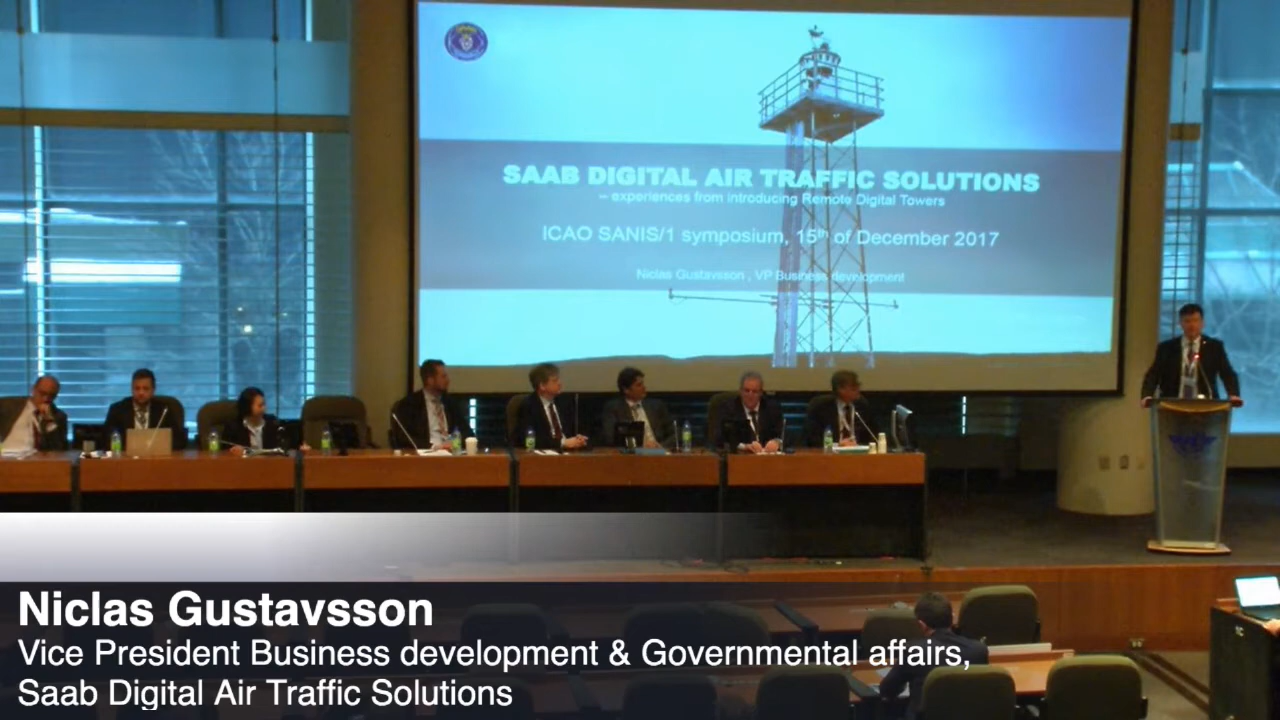 SAAB DIGITAL AIR TRAFFIC SOLUTIONS
– experiences from introducing Remote Digital Towers
ICAO SANIS/1 symposium, 15th of December 2017
Niclas Gustavsson , VP Business development
Niclas Gustavsson
Vice President Business development & Governmental affairs,
Saab Digital Air Traffic Solutions